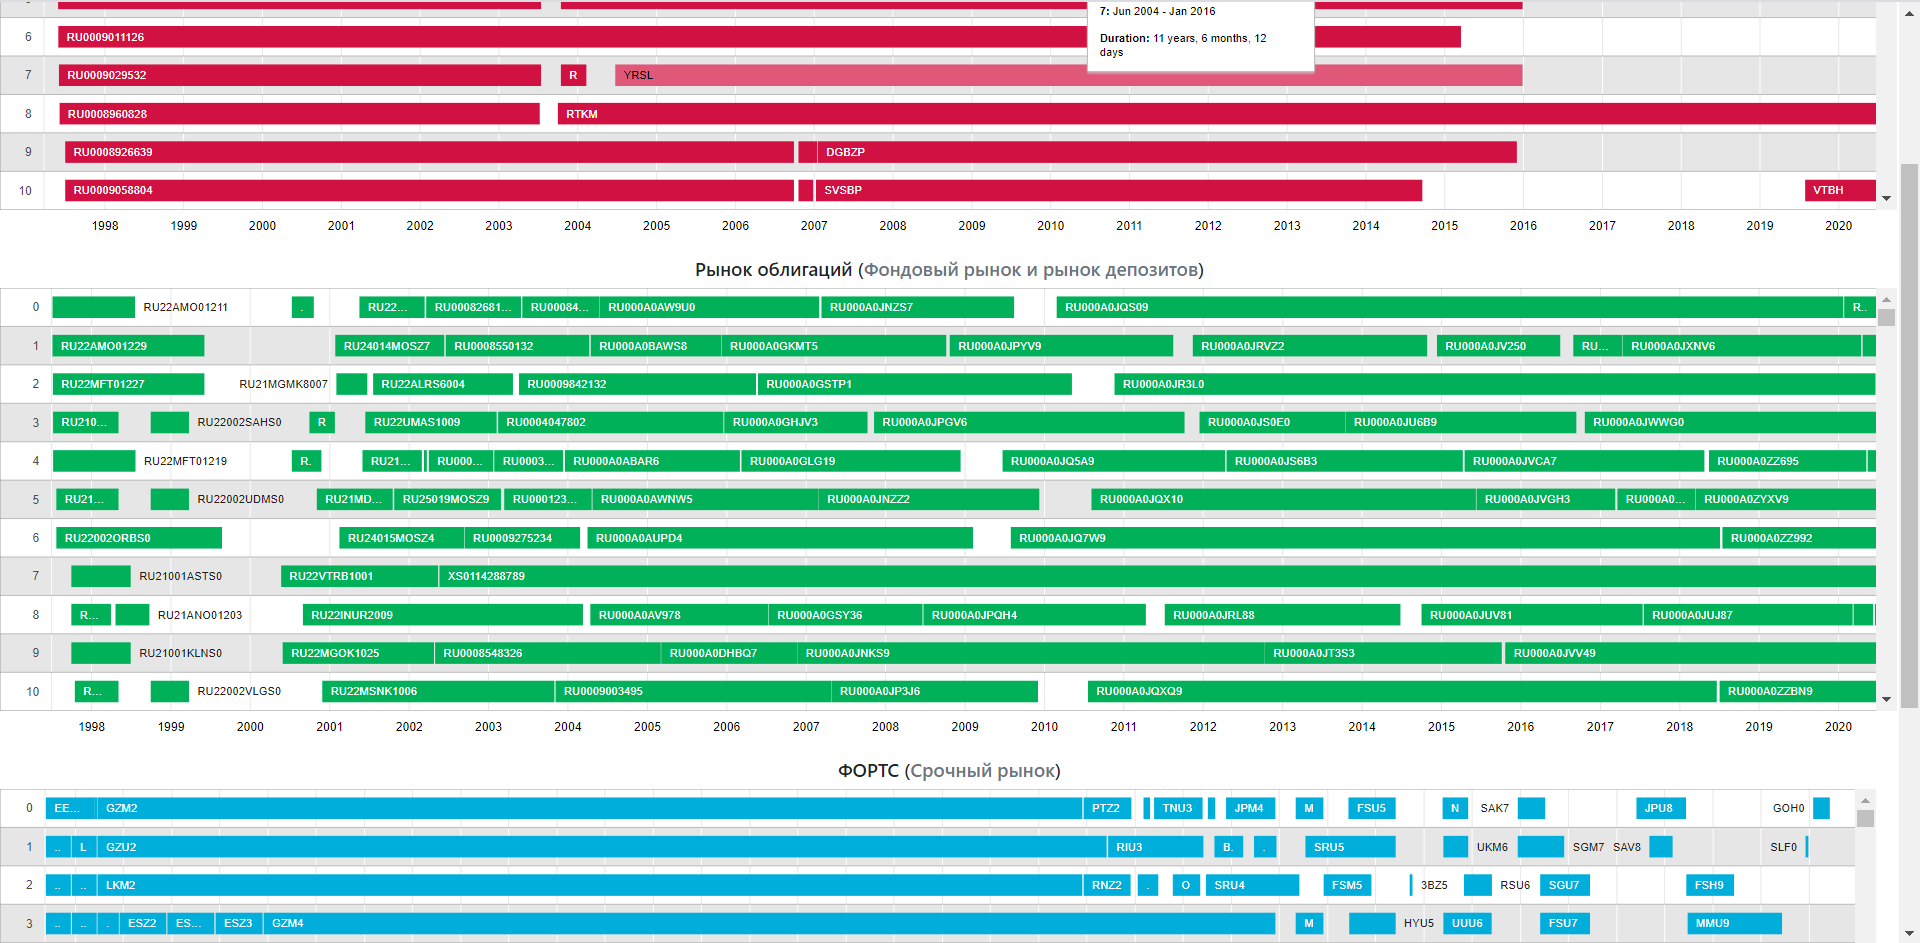 7: Jun 2004 - Jan 2016
6 RU0009011126
Duration: 11 years, 6 months, 12
days
7 RU0009029532 R YRSL
8 RU0008960828 RTKM
9 RU0008926639 DGBZP
10 RU0009058804 SVSBP VTBH
1998 1999 2000 2001 2002 2003 2004 2005 2006 2007 2008 2009 2010 2011 2012 2013 2014 2015 2016 2017 2018 2019 2020
Рынок облигаций (Фондовый рынок и рынок депозитов)
0 RU22AMO01211 . RU22... RU00082681... RU00084... RU000A0AW9U0 RU000A0JNZS7 RU000A0JQS09 R..
1 RU22AMO01229 RU24014MOSZ7 RU0008550132 RU000A0BAWS8 RU000A0GKMT5 RU000A0JPYV9 RU000A0JRVZ2 RU000A0JV250 RU... RU000A0JXNV6
2 RU22MFT01227 RU21MGMK8007 RU22ALRS6004 RU0009842132 RU000A0GSTP1 RU000A0JR3L0
3 RU210... RU22002SAHS0 R RU22UMAS1009 RU0004047802 RU000A0GHJV3 RU000A0JPGV6 RU000A0JS0E0 RU000A0JU6B9 RU000A0JWWG0
4 RU22MFT01219 R. RU21... RU000... RU0003... RU000A0ABAR6 RU000A0GLG19 RU000A0JQ5A9 RU000A0JS6B3 RU000A0JVCA7 RU000A0ZZ695
5 RU21... RU22002UDMS0 RU21MD... RU25019MOSZ9 RU000123... RU000A0AWNW5 RU000A0JNZZ2 RU000A0JQX10 RU000A0JVGH3 RU000A0... RU000A0ZYXV9
6 RU22002ORBS0 RU24015MOSZ4 RU0009275234 RU000A0AUPD4 RU000A0JQ7W9 RU000A0ZZ992
7 RU21001ASTS0 RU22VTRB1001 XS0114288789
8 R... RU21ANO01203 RU22INUR2009 RU000A0AV978 RU000A0GSY36 RU000A0JPQH4 RU000A0JRL88 RU000A0JUV81 RU000A0JUJ87
9 RU21001KLNS0 RU22MGOK1025 RU0008548326 RU000A0DHBQ7 RU000A0JNKS9 RU000A0JT3S3 RU000A0JVV49
10 R... RU22002VLGS0 RU22MSNK1006 RU0009003495 RU000A0JP3J6 RU000A0JQXQ9 RU000A0ZZBN9
1998 1999 2000 2001 2002 2003 2004 2005 2006 2007 2008 2009 2010 2011 2012 2013 2014 2015 2016 2017 2018 2019 2020
ФОРТС (Срочный рынок)
0 EE... GZM2 PTZ2 TNU3 JPM4 M FSU5 N SAK7 JPU8 GOH0
1 .. L GZU2 RIU3 B. . SRU5 UKM6 SGM7 SAV8 SLF0
2 .. .. LKM2 RNZ2 . O SRU4 FSM5 3BZ5 RSU6 SGU7 FSH9
3 .. .. . ESZ2 ES... ESZ3 GZM4 M HYU5 UUU6 FSU7 MMU9